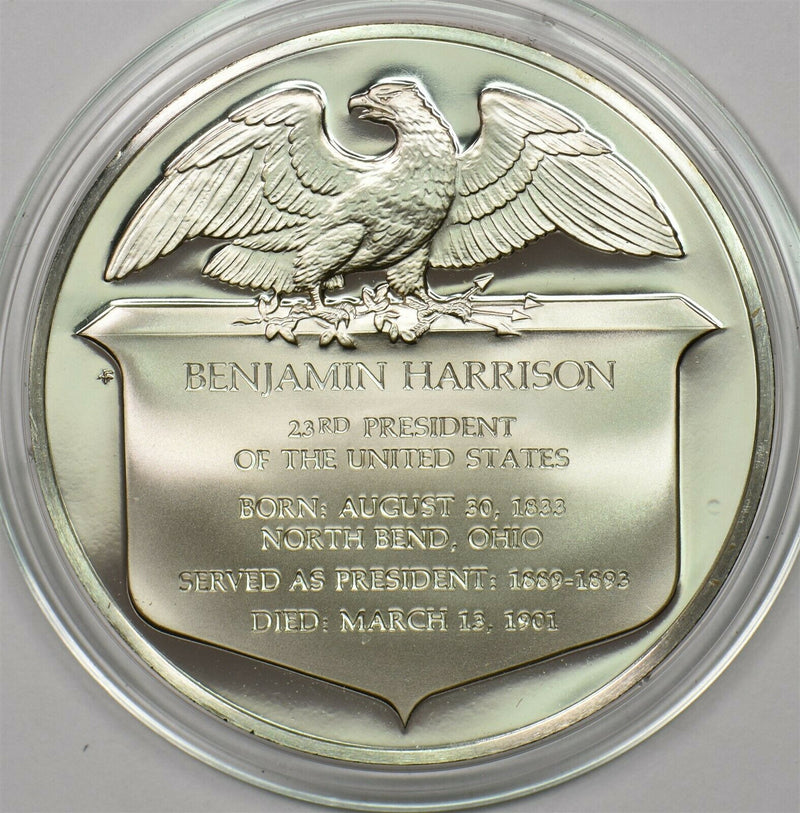 BENJAMIN HARRISON
23RD PRESIDENT
OF THE UNITED STATES
BORN: AUGUST 30, 1833
NORTH BEND, OHIO
SERVED AS PRESIDENT: 1889-1893
DIED: MARCH 13, 1901